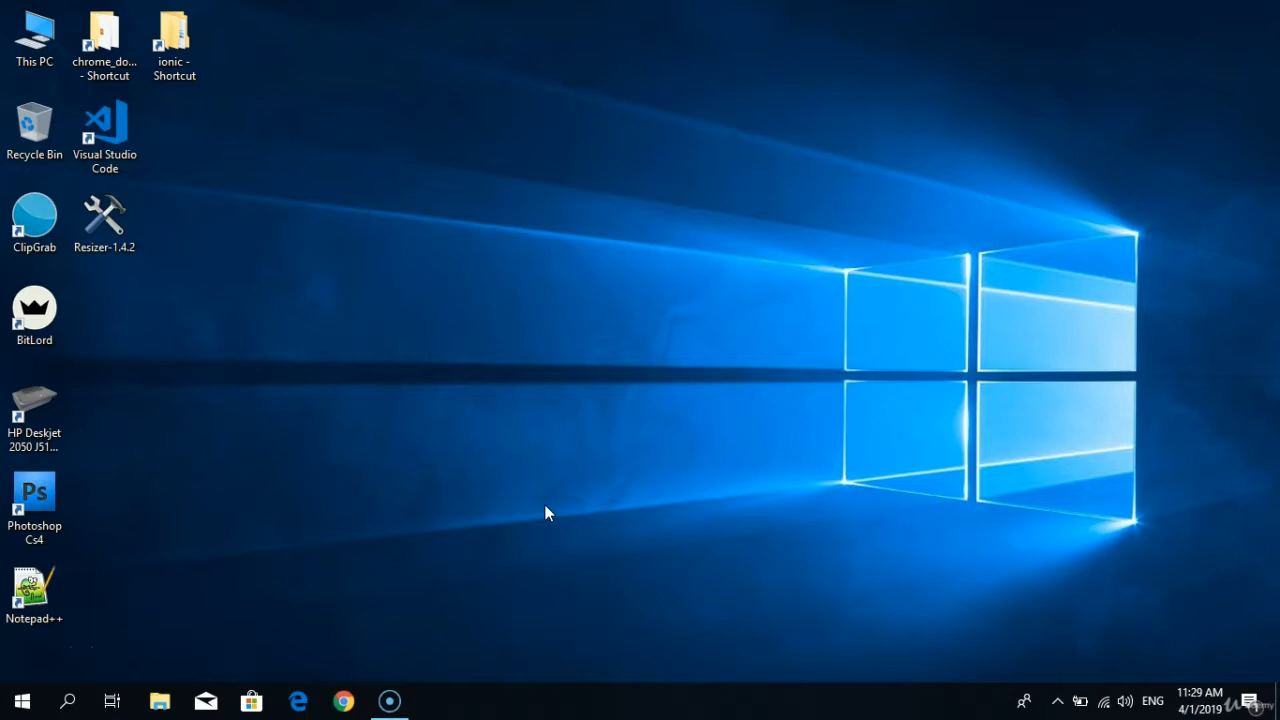 This PC
chrome_do...
- Shortcut
ionic -
Shortcut
Recycle Bin
Visual Studio
Code
ClipGrab
Resizer-1.4.2
BitLord
HP Deskjet
2050 J51...
Ps
Photoshop
Cs4
Notepad++
ENG
11:29 AM
4/1/2019